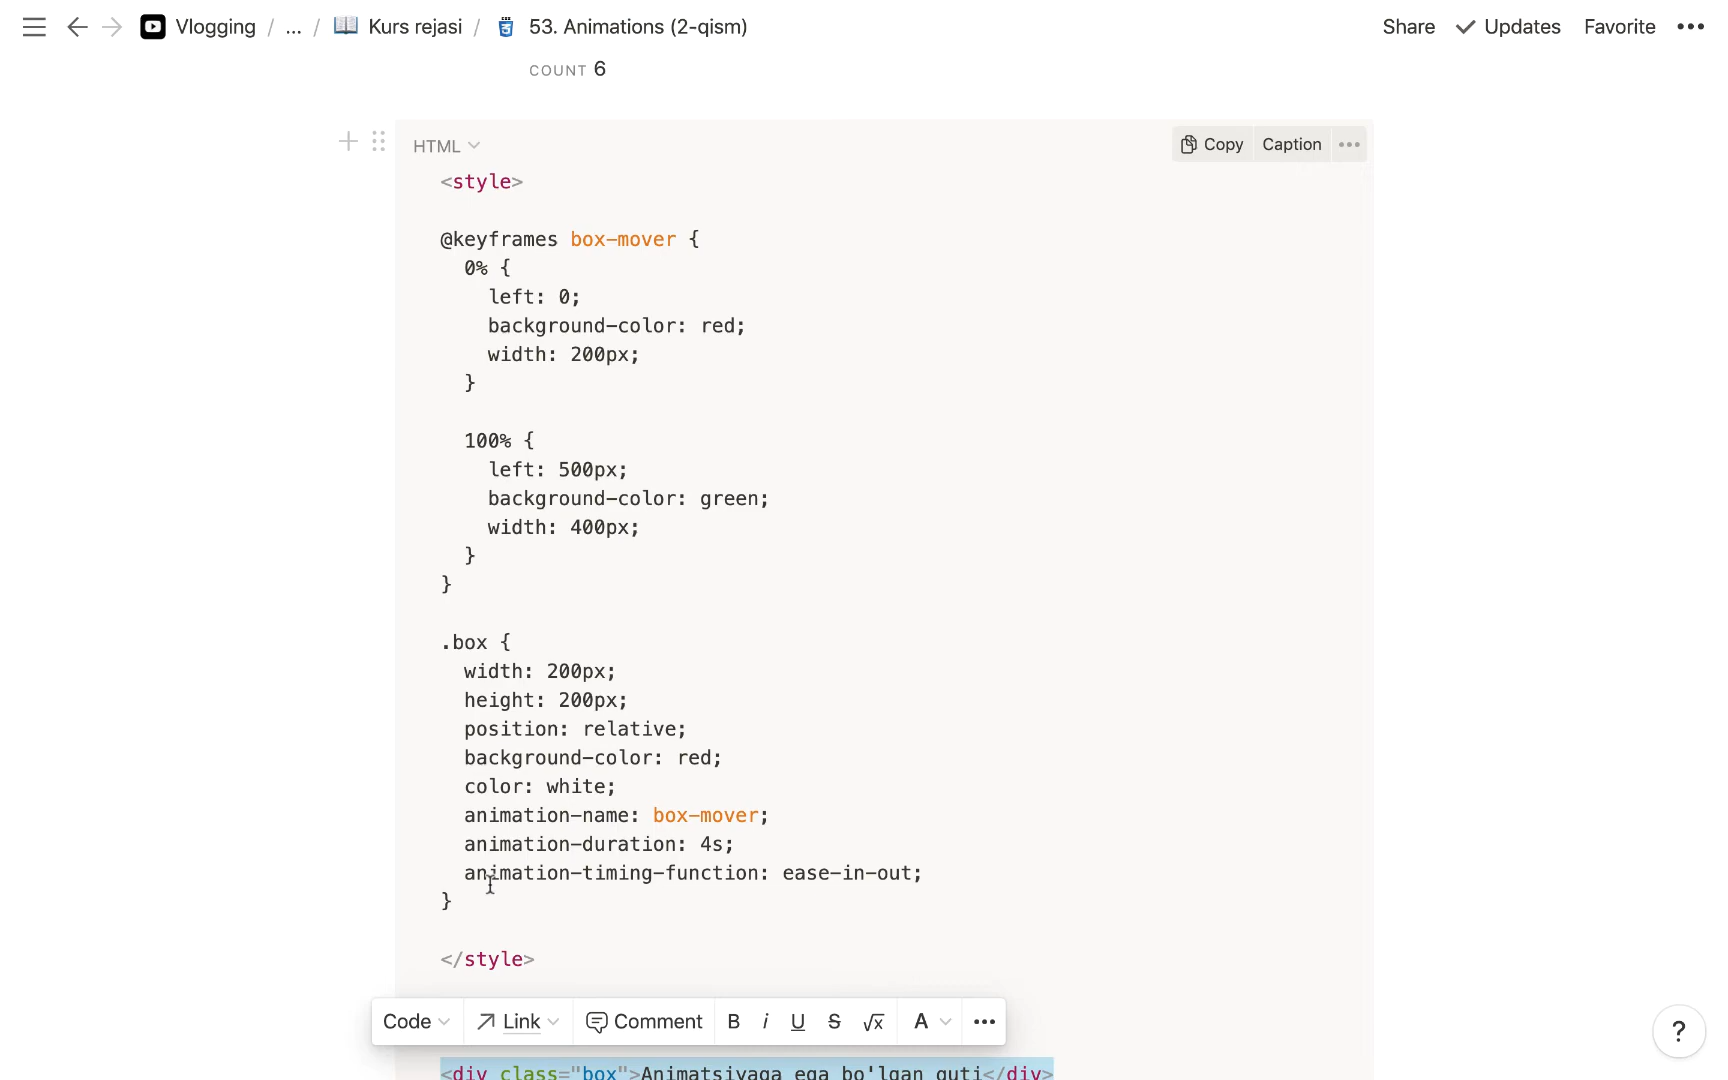 Vlogging / ... / Kurs rejasi / 53. Animations (2-qism)
Share Updates Favorite •••
COUNT 6
HTML
Copy Caption •••
<style>
@keyframes box-mover {
0% {
left: 0;
background-color: red;
width: 200px;
}
100% {
left: 500px;
background-color: green;
width: 400px;
}
}
.box {
width: 200px;
height: 200px;
position: relative;
background-color: red;
color: white;
animation-name: box-mover;
animation-duration: 4s;
animation-timing-function: ease-in-out;
}
</style>
Code Link Comment B i U S √x A •••
?
<div class="box">Animatsiyaga ega bo'lgan quti</div>